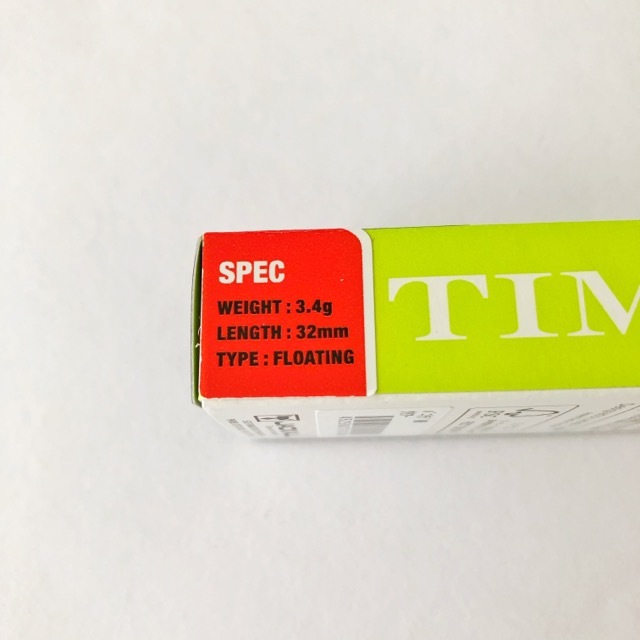 SPEC
WEIGHT : 3.4g
LENGTH : 32mm
TYPE : FLOATING
TIM